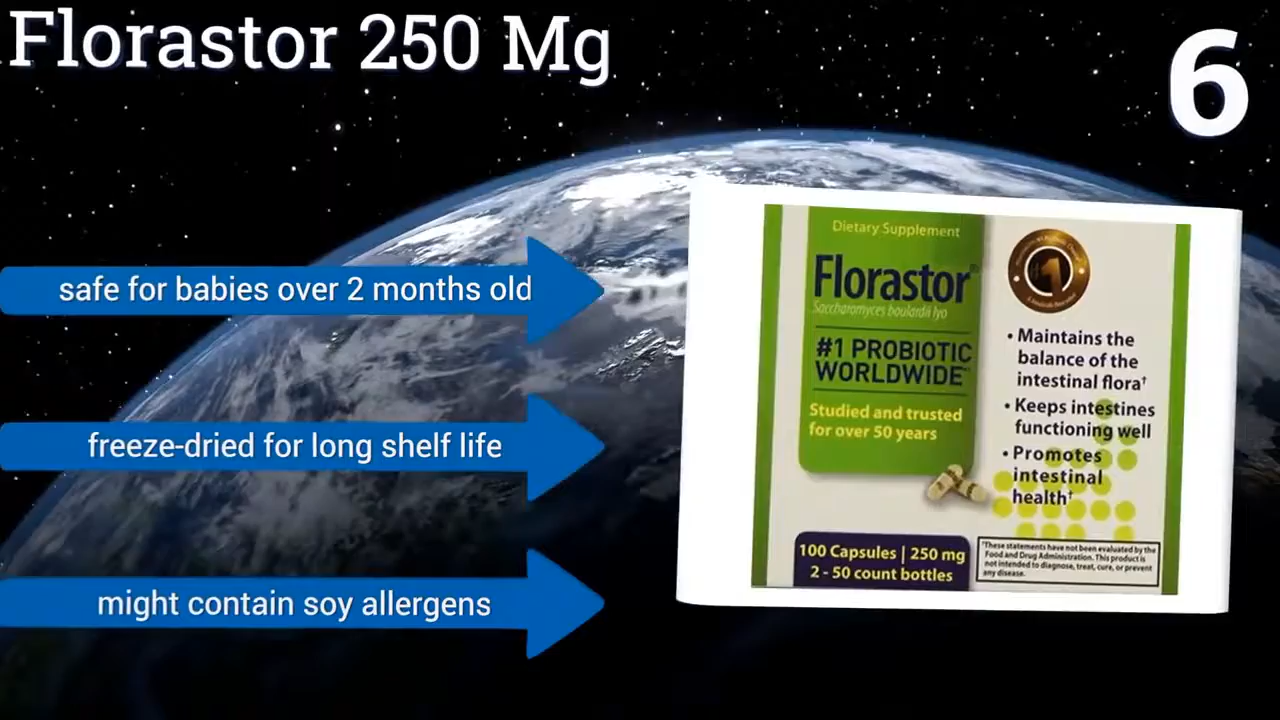 Florastor 250 Mg
6
safe for babies over 2 months old
freeze-dried for long shelf life
might contain soy allergens
Dietary Supplement
Florastor®
Saccharomyces boulardii lyo
#1 PROBIOTIC
WORLDWIDE
Studied and trusted
for over 50 years
1
• Maintains the
balance of the
intestinal flora†
• Keeps intestines
functioning well
• Promotes
intestinal
health†
100 Capsules | 250 mg
2 - 50 count bottles
†These statements have not been evaluated by the
Food and Drug Administration. This product is
not intended to diagnose, treat, cure, or prevent
any disease.